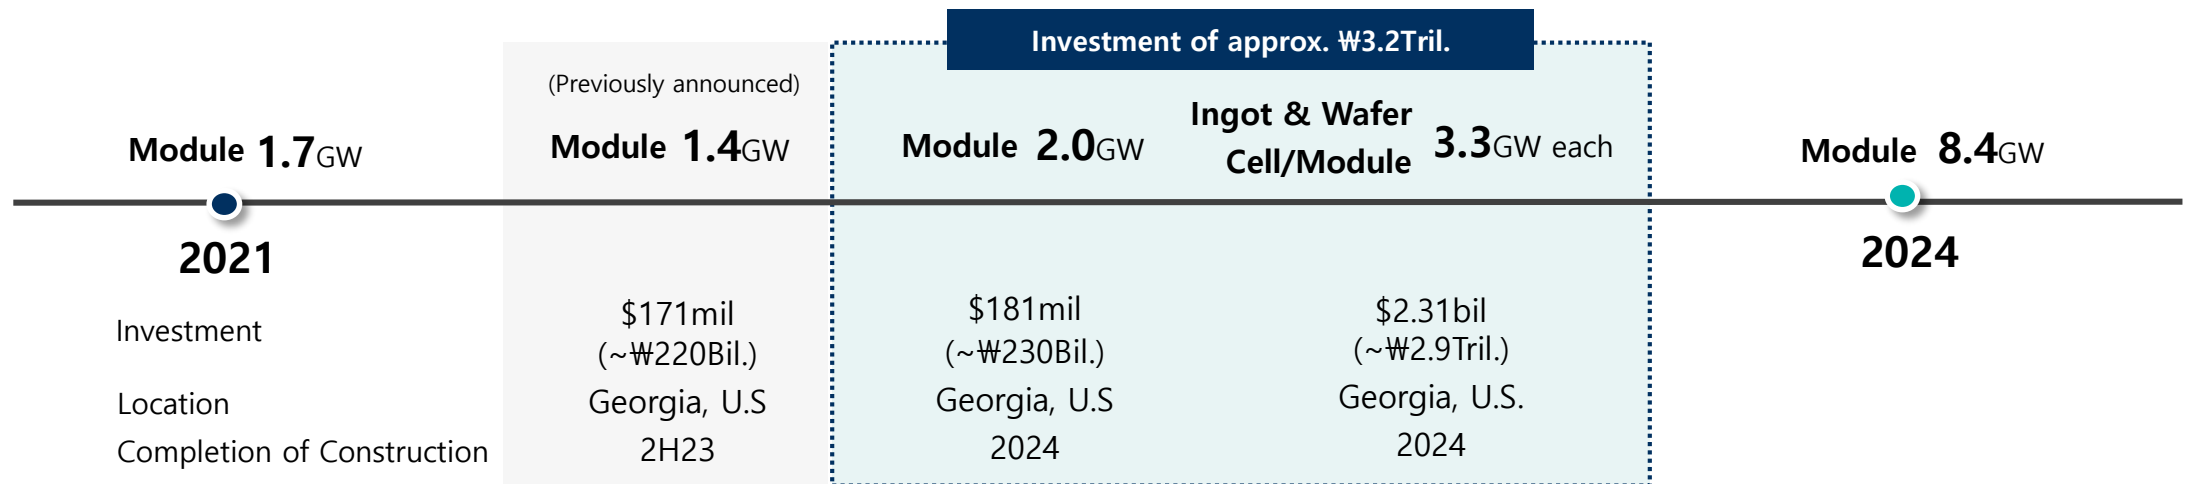 Investment of approx. ₩3.2Tril.
(Previously announced)
Module 1.7GW
Module 1.4GW
Module 2.0GW
Ingot & Wafer
Cell/Module
3.3GW each
Module 8.4GW
2021
2024
Investment
$171mil
(~₩220Bil.)
$181mil
(~₩230Bil.)
$2.31bil
(~₩2.9Tril.)
Location
Georgia, U.S
Georgia, U.S
Georgia, U.S.
Completion of Construction
2H23
2024
2024